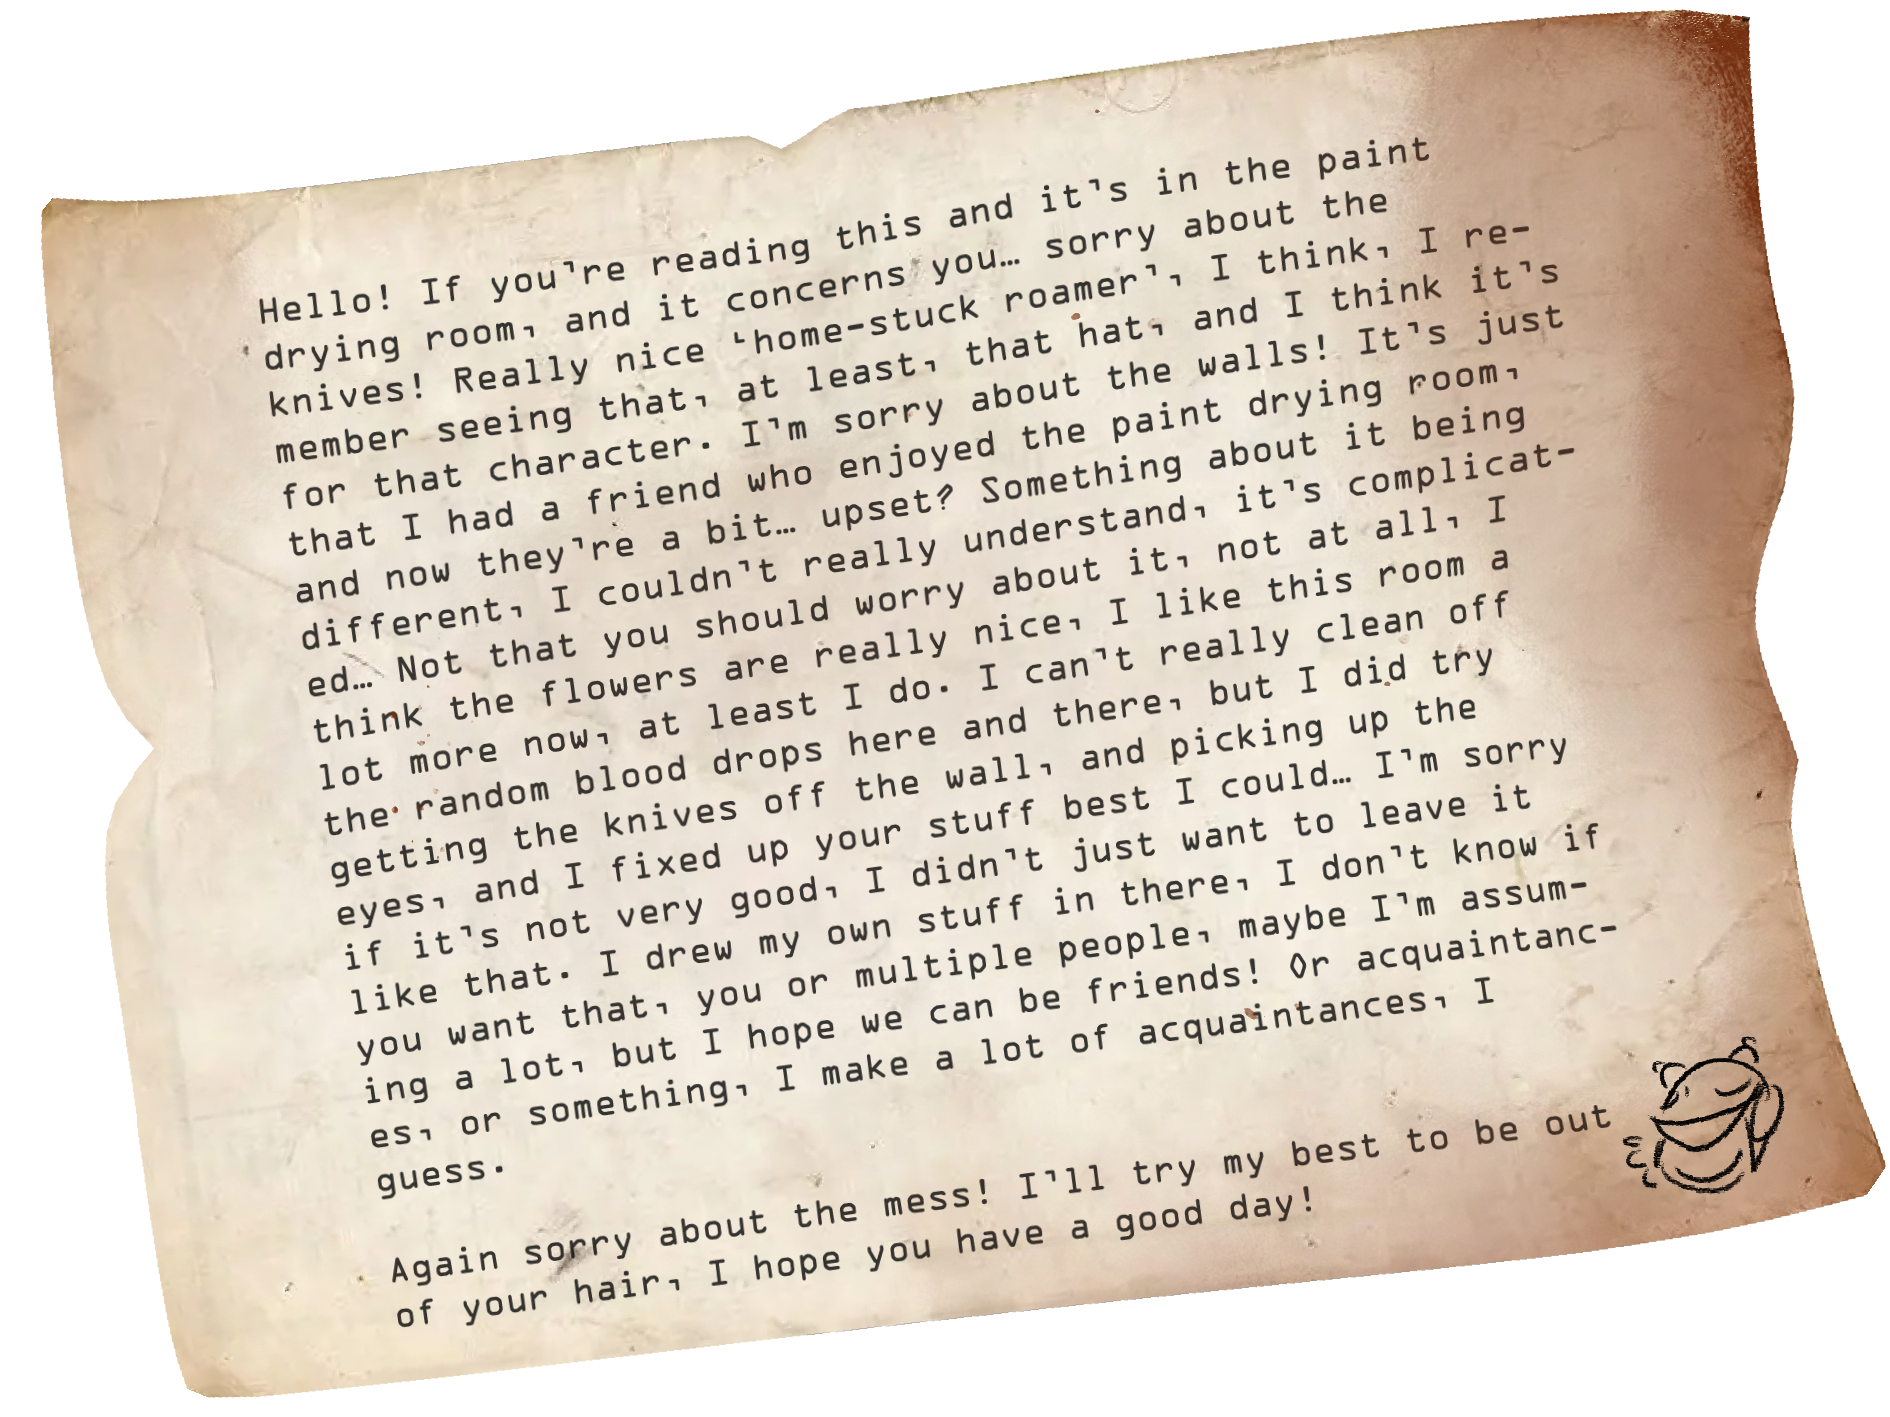 Hello! If you're reading this and it's in the paint
drying room, and it concerns you… sorry about the
knives! Really nice 'home-stuck roamer', I think, I re-
member seeing that, at least, that hat, and I think it's
for that character. I'm sorry about the walls! It's just
that I had a friend who enjoyed the paint drying room,
and now they're a bit… upset? Something about it being
different, I couldn't really understand, it's complicat-
ed… Not that you should worry about it, not at all, I
think the flowers are really nice, I like this room a
lot more now, at least I do. I can't really clean off
the random blood drops here and there, but I did try
getting the knives off the wall, and picking up the
eyes, and I fixed up your stuff best I could… I'm sorry
if it's not very good, I didn't just want to leave it
like that. I drew my own stuff in there, I don't know if
you want that, you or multiple people, maybe I'm assum-
ing a lot, but I hope we can be friends! Or acquaintanc-
es, or something, I make a lot of acquaintances, I
guess.
Again sorry about the mess! I'll try my best to be out
of your hair, I hope you have a good day!